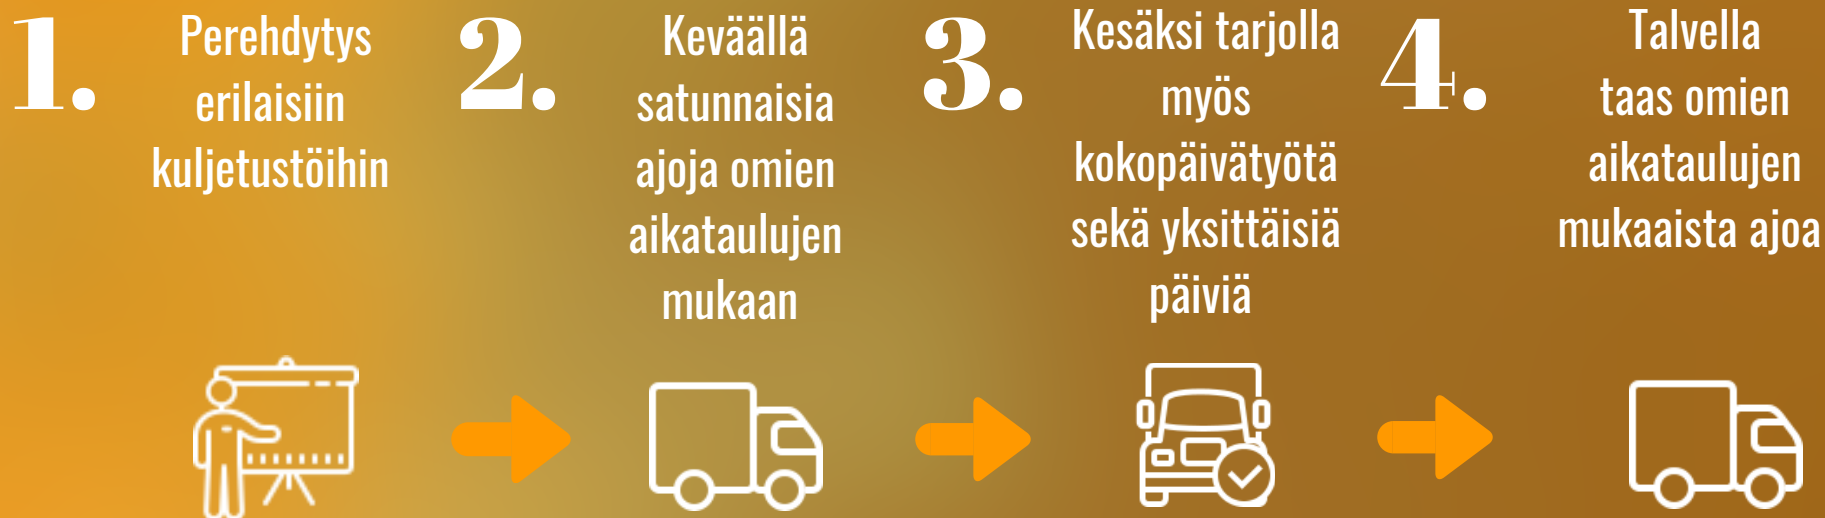 1.
Perehdytys
erilaisiin
kuljetustöihin
2.
Keväällä
satunnaisia
ajoja omien
aikataulujen
mukaan
3.
Kesäksi tarjolla
myös
kokopäivätyötä
sekä yksittäisiä
päiviä
4.
Talvella
taas omien
aikataulujen
mukaaista ajoa